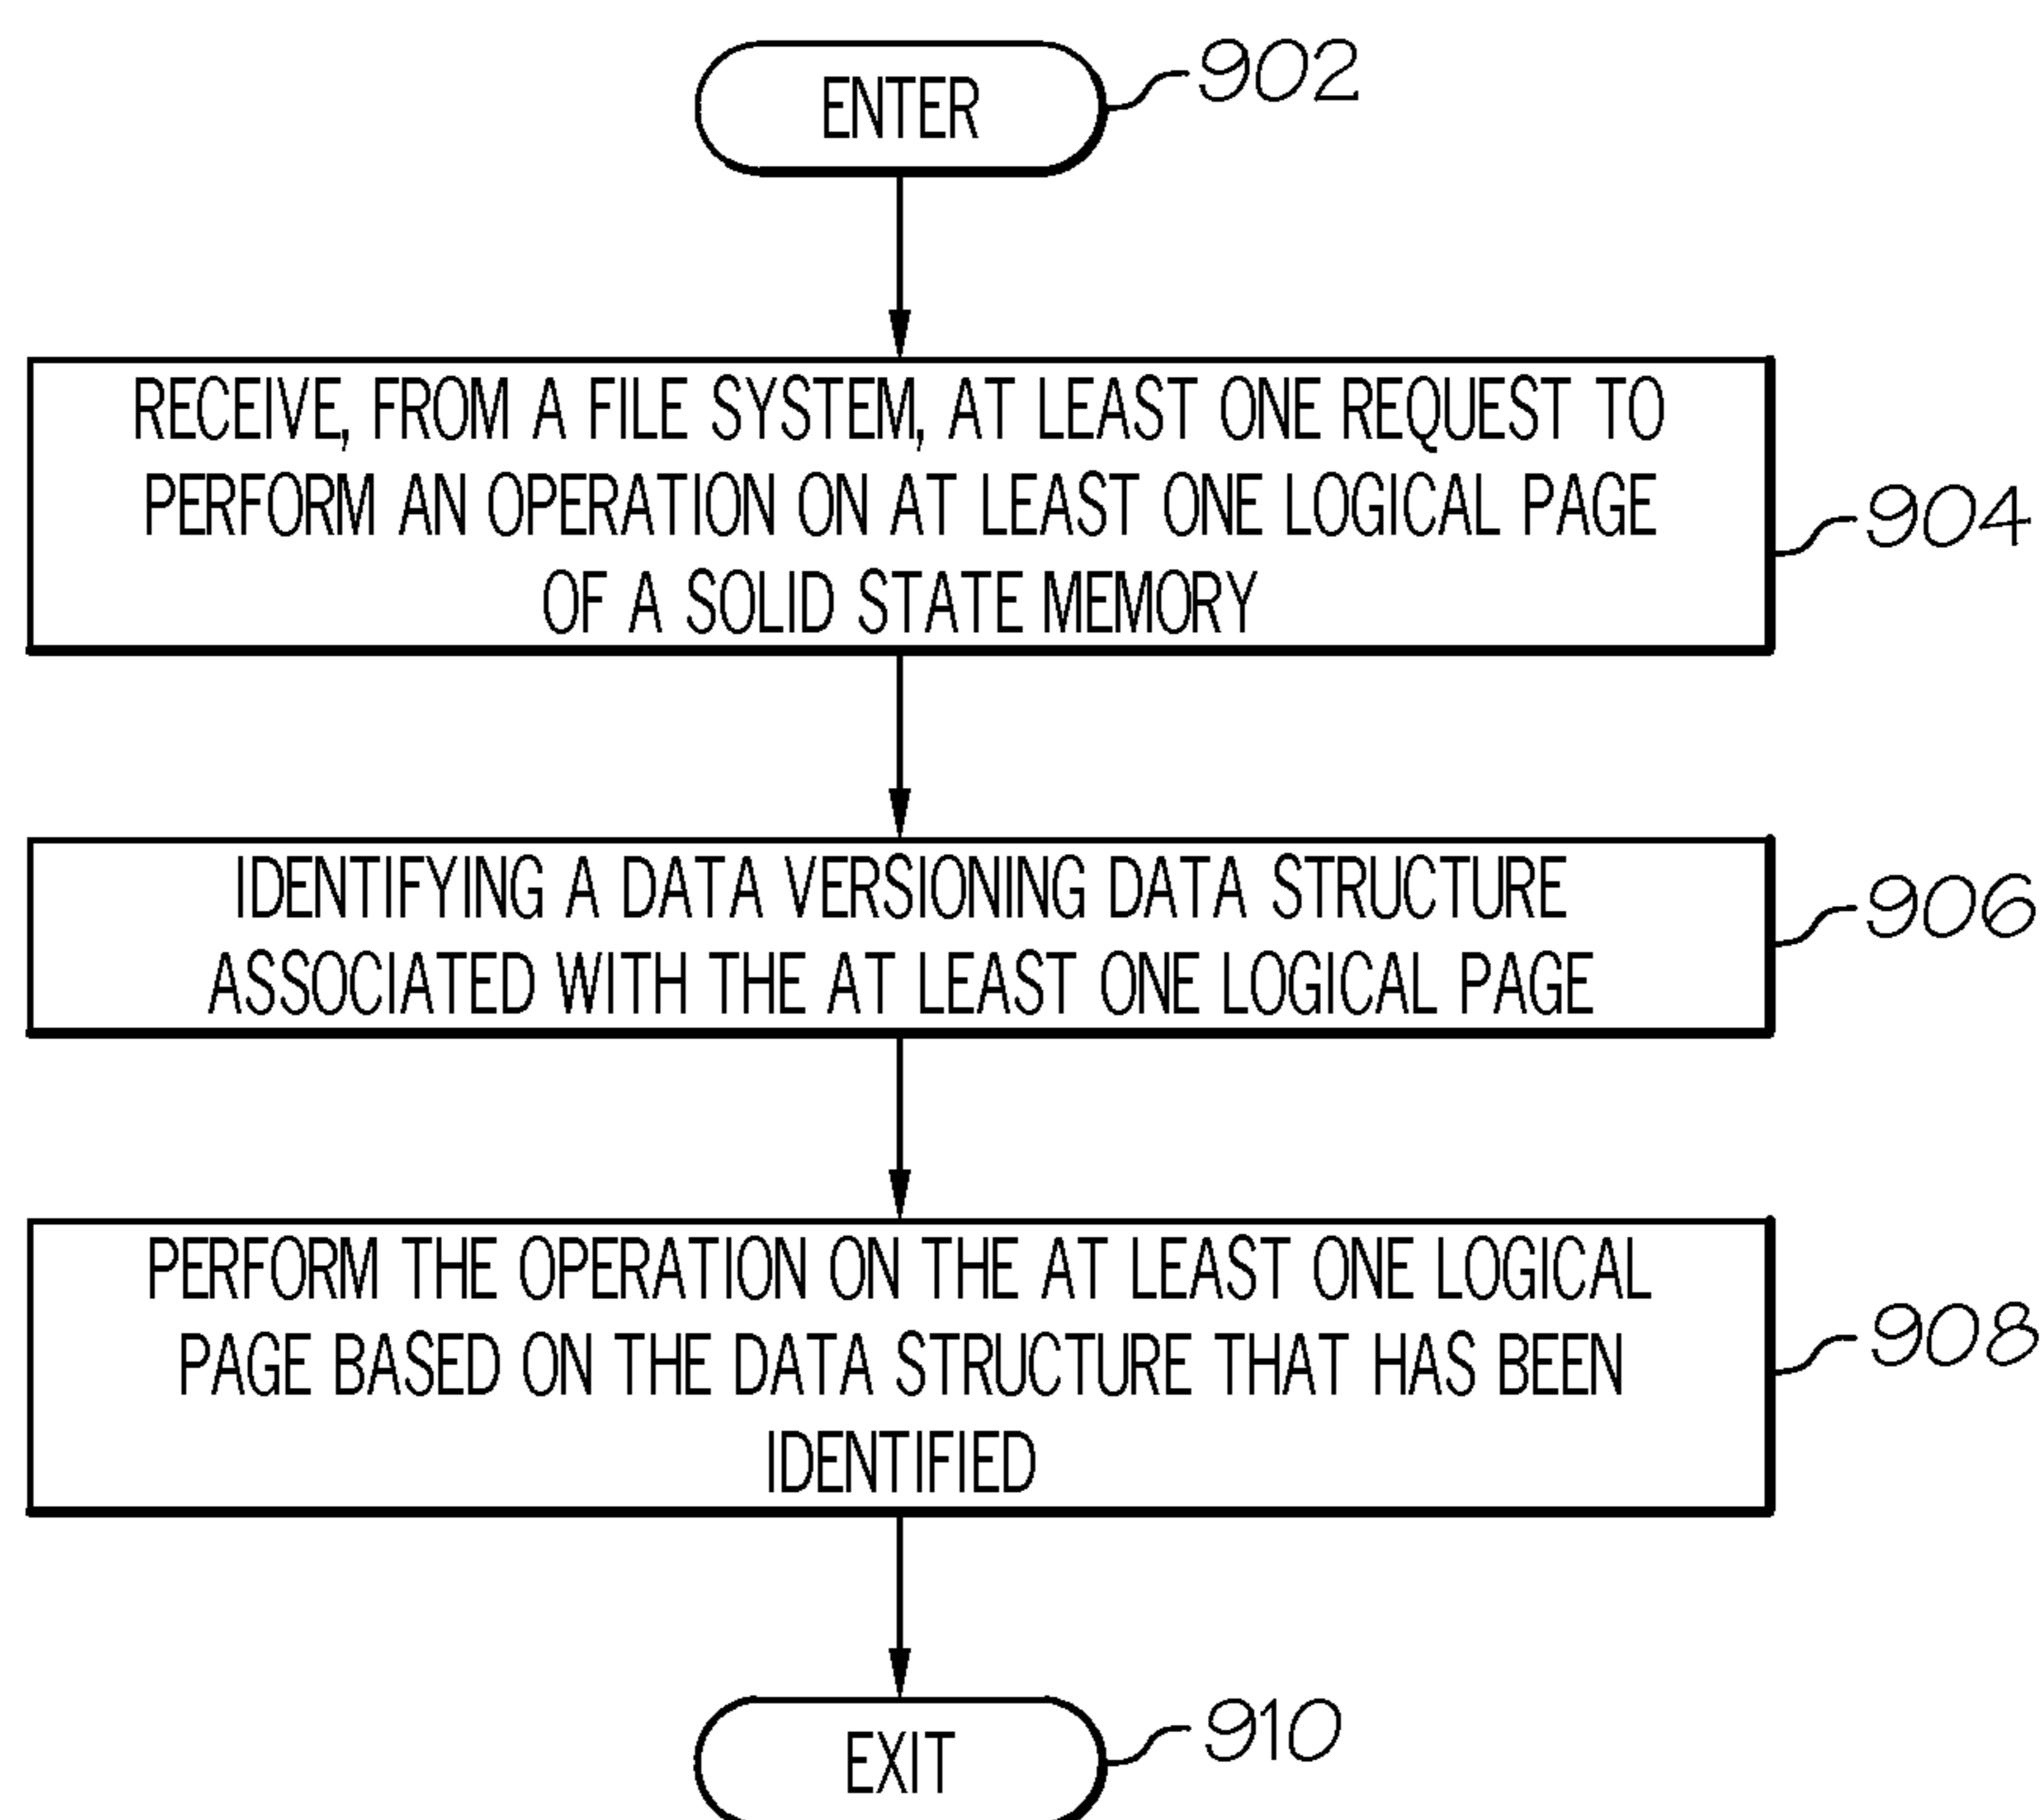 ENTER
902
RECEIVE, FROM A FILE SYSTEM, AT LEAST ONE REQUEST TO
PERFORM AN OPERATION ON AT LEAST ONE LOGICAL PAGE
OF A SOLID STATE MEMORY
904
IDENTIFYING A DATA VERSIONING DATA STRUCTURE
ASSOCIATED WITH THE AT LEAST ONE LOGICAL PAGE
906
PERFORM THE OPERATION ON THE AT LEAST ONE LOGICAL
PAGE BASED ON THE DATA STRUCTURE THAT HAS BEEN
IDENTIFIED
908
EXIT
910